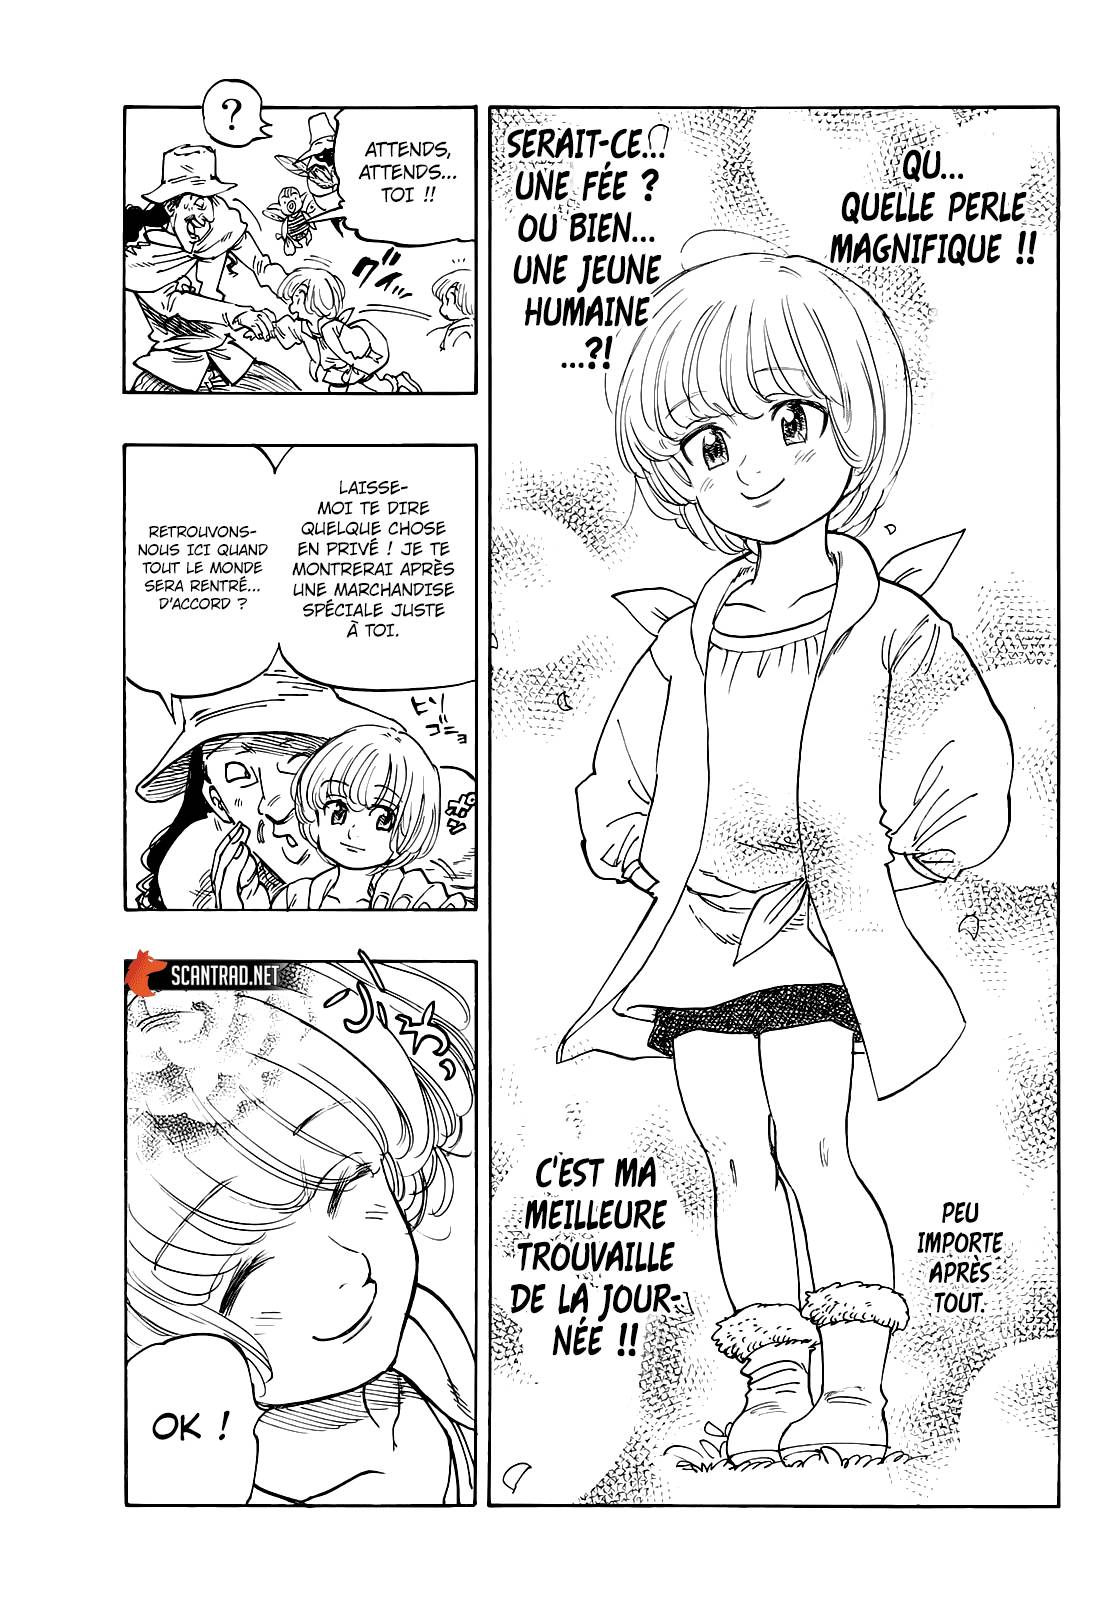 QU...
QUELLE PERLE
MAGNIFIQUE !!
SERAIT-CE...
UNE FÉE ?
OU BIEN...
UNE JEUNE
HUMAINE
...?!
PEU
IMPORTE
APRÈS
TOUT.
C'EST MA
MEILLEURE
TROUVAILLE
DE LA JOUR-
NÉE !!
ATTENDS,
ATTENDS...
TOI !!
?
グッ
LAISSE-
MOI TE DIRE
QUELQUE CHOSE
EN PRIVÉ ! JE TE
MONTRERAI APRÈS
UNE MARCHANDISE
SPÉCIALE JUSTE
À TOI.
RETROUVONS-
NOUS ICI QUAND
TOUT LE MONDE
SERA RENTRÉ...
D'ACCORD ?
SCANTRAD.NET
OK !